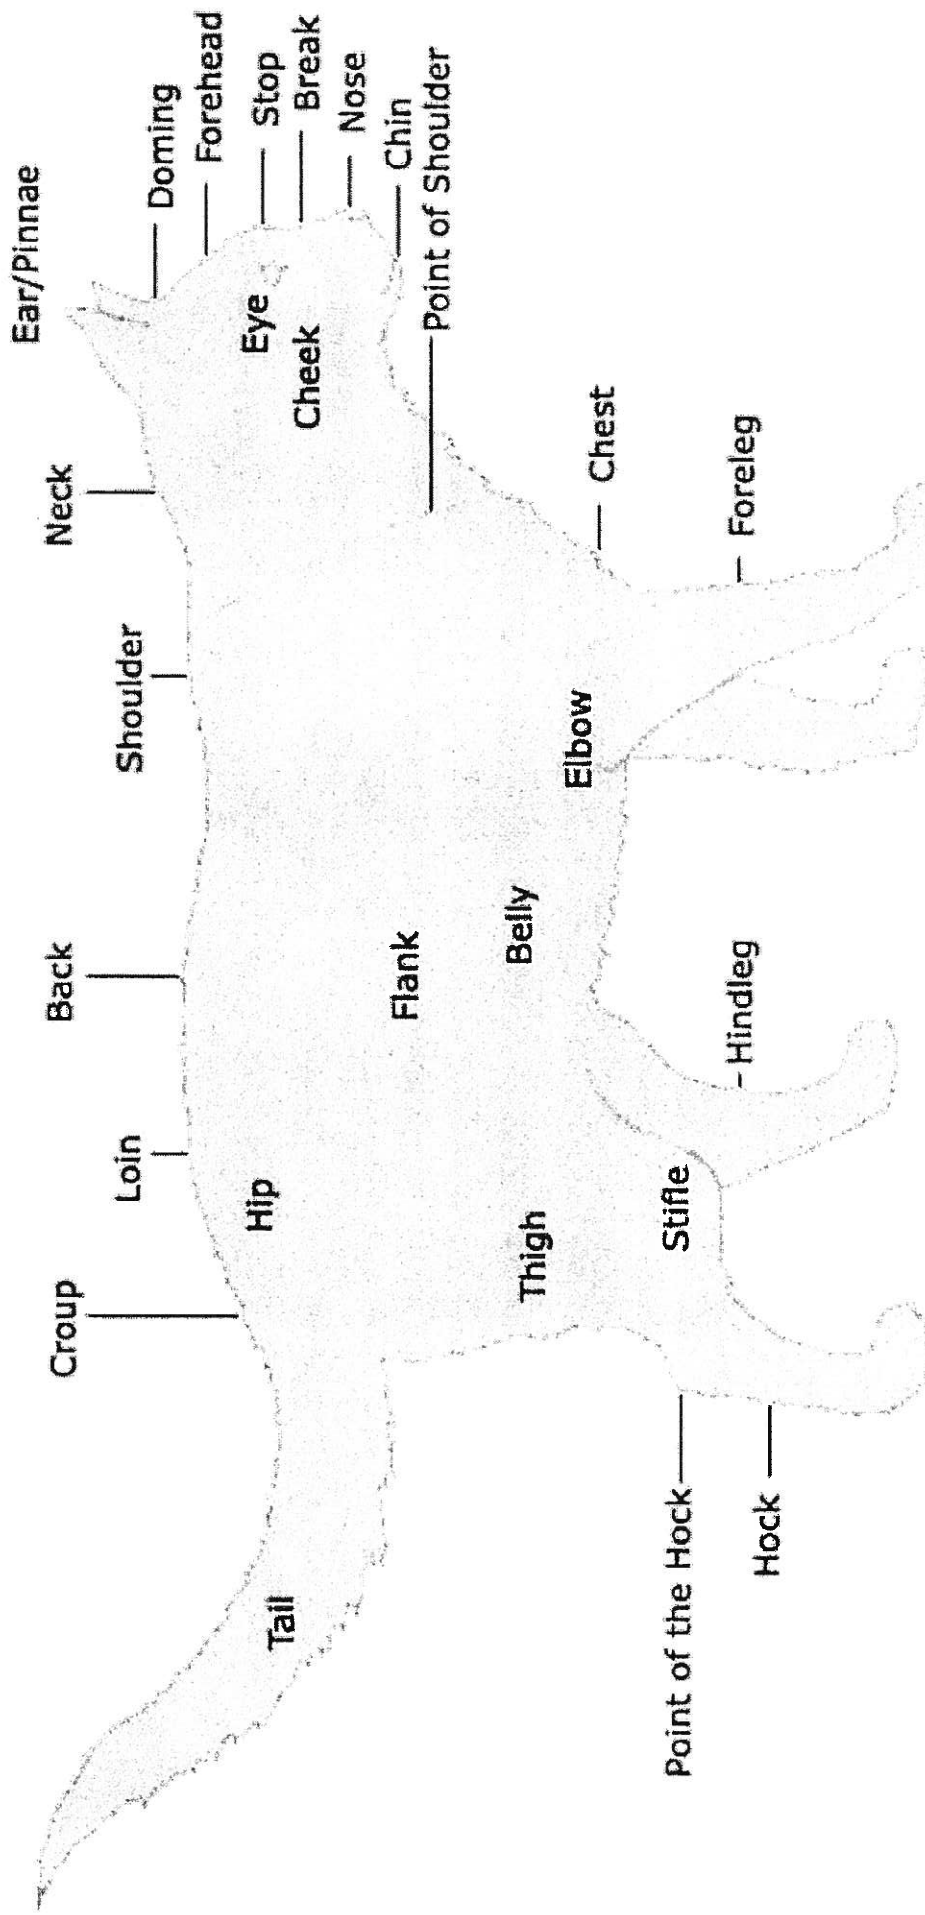 Ear/Pinnae
Doming
Forehead
Stop
Break
Nose
Chin
Point of Shoulder
Neck
Shoulder
Back
Loin
Croup
Eye
Cheek
Chest
Foreleg
Elbow
Belly
Flank
Hip
Thigh
Stifle
Hindleg
Tail
Point of the Hock
Hock